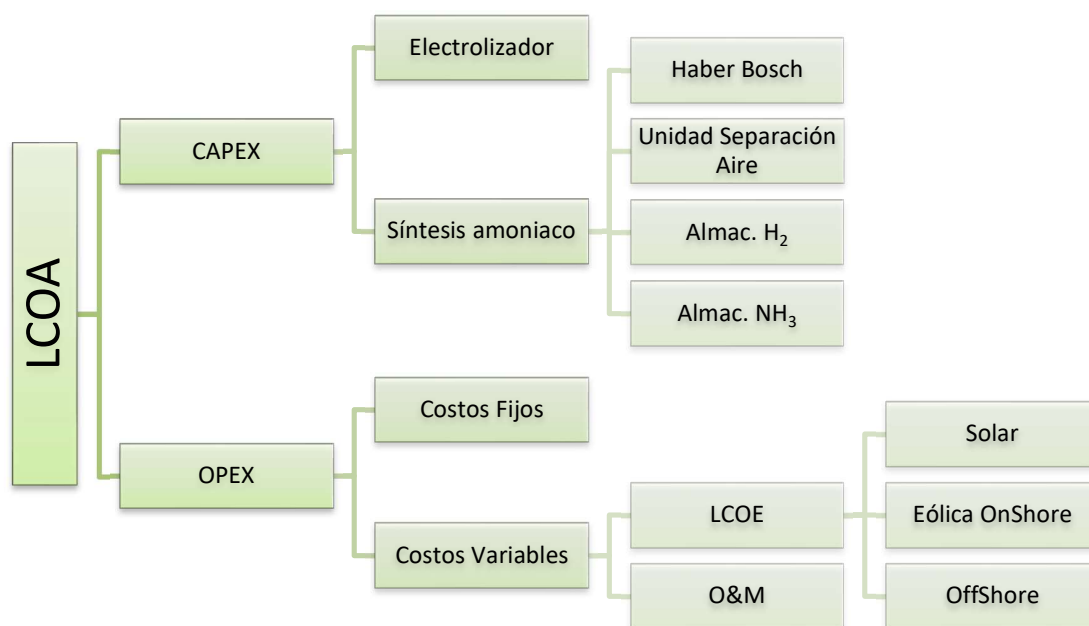 LCOA
CAPEX
Electrolizador
Síntesis amoniaco
Haber Bosch
Unidad Separación
Aire
Almac. H₂
Almac. NH₃
OPEX
Costos Fijos
Costos Variables
LCOE
O&M
Solar
Eólica OnShore
OffShore